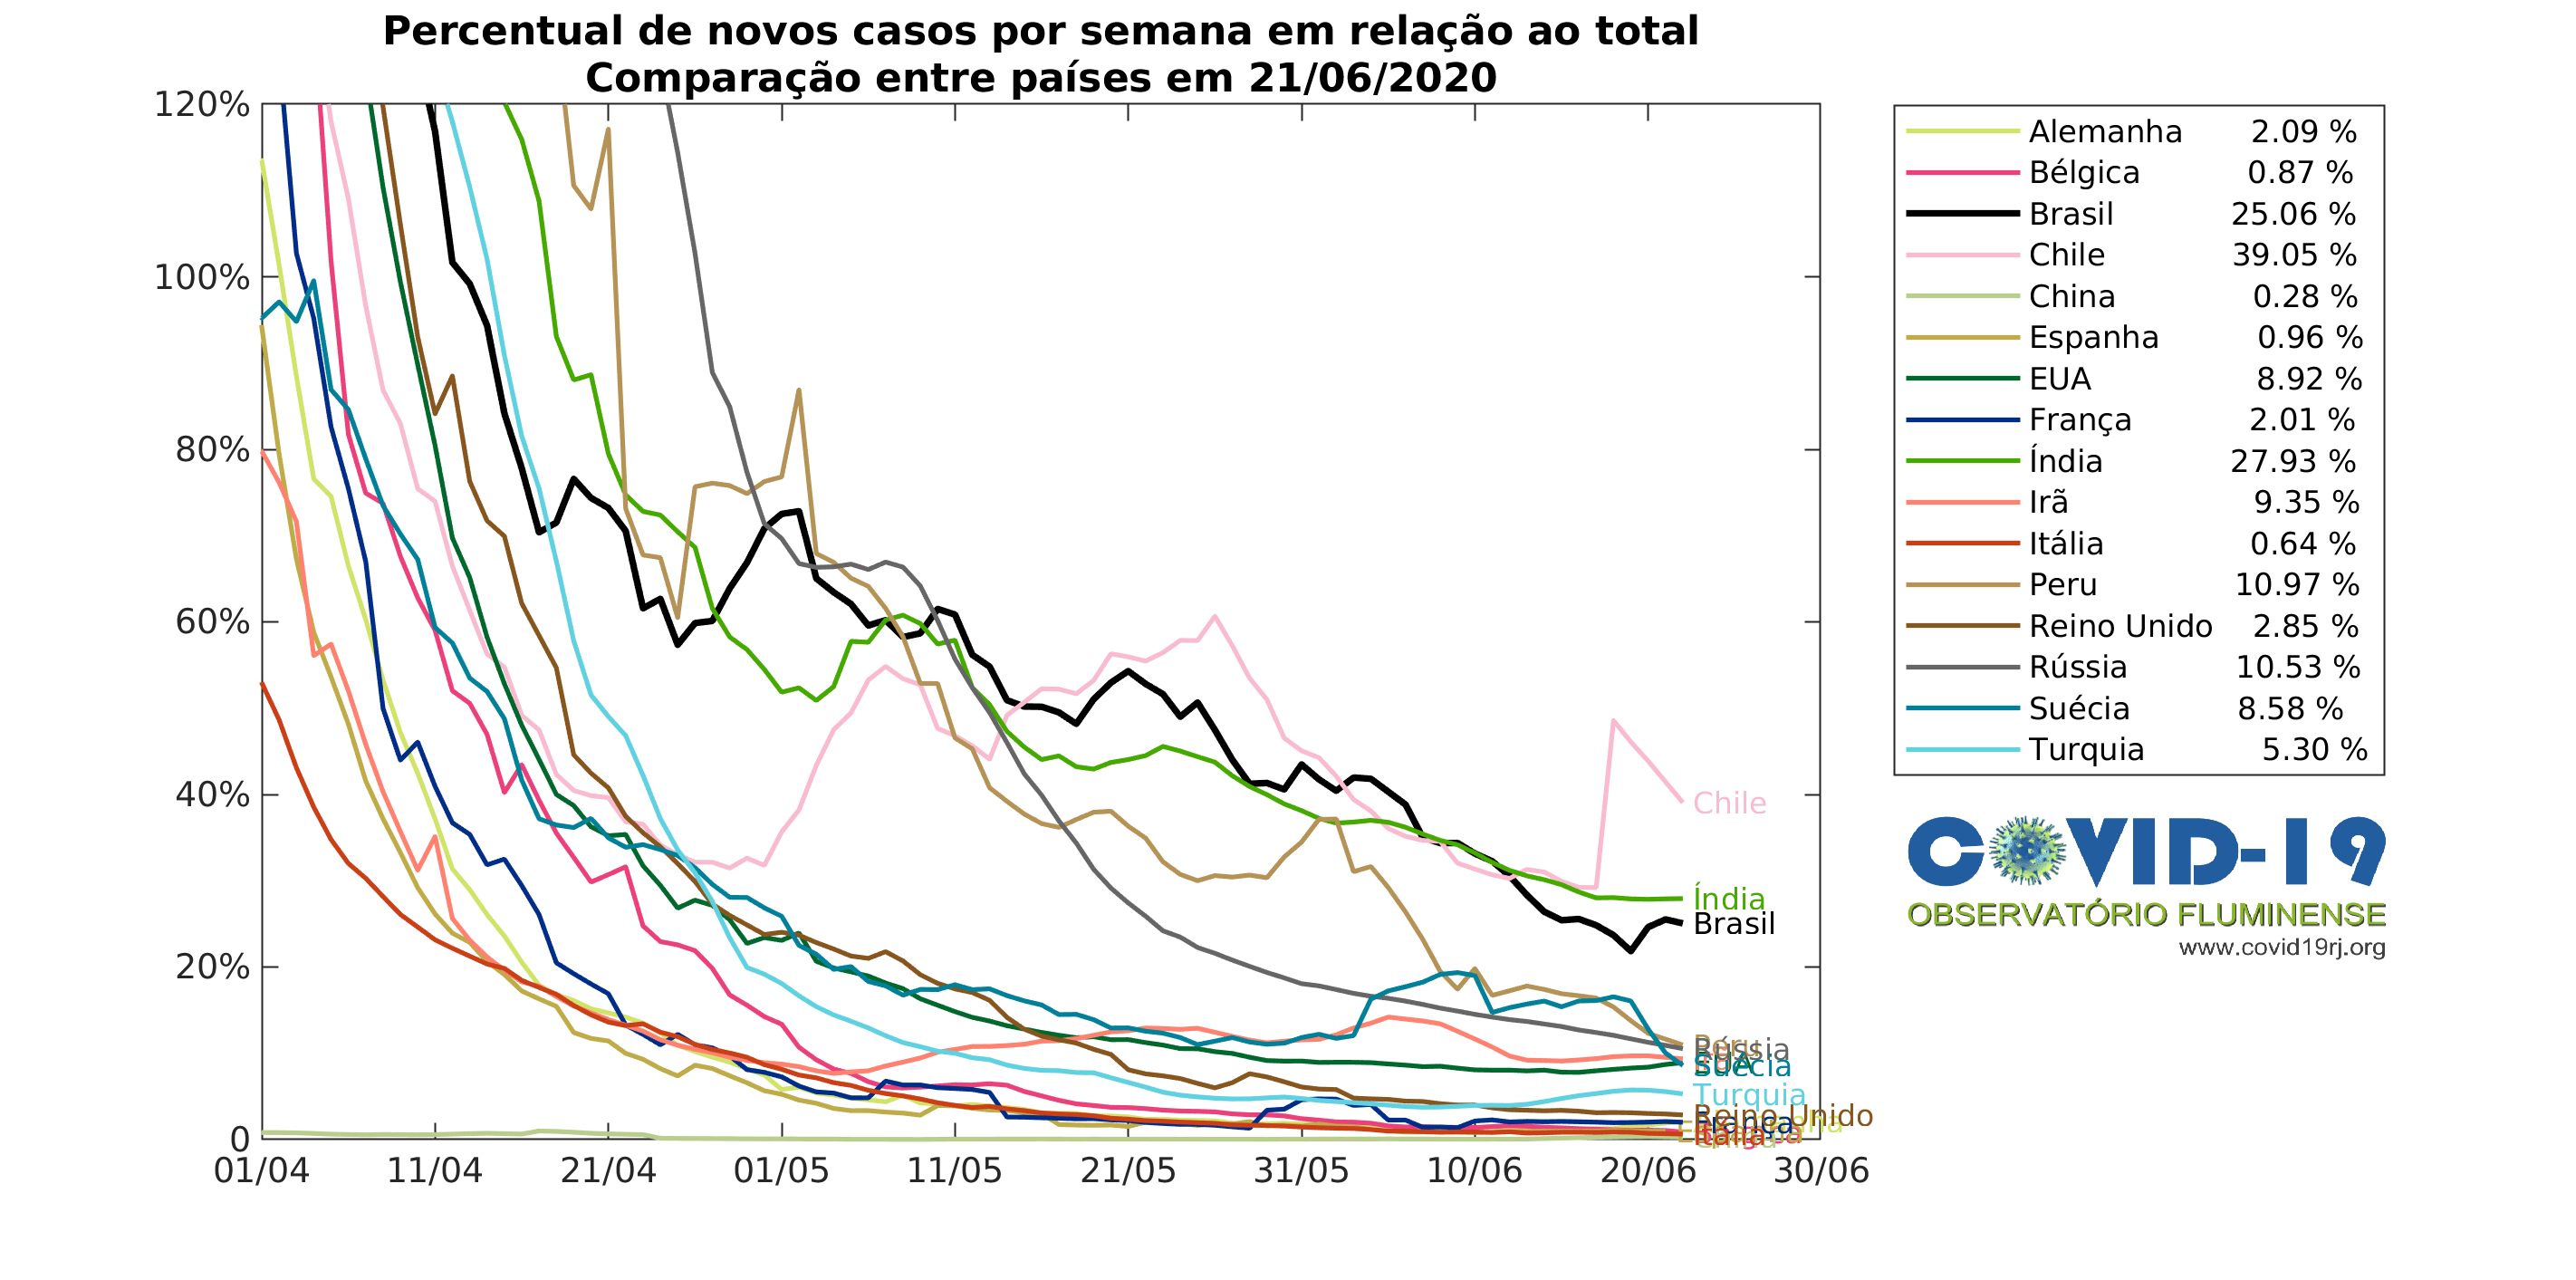 Percentual de novos casos por semana em relação ao total
Comparação entre países em 21/06/2020
120%
100%
80%
60%
40%
20%
0
01/04 11/04 21/04 01/05 11/05 21/05 31/05 10/06 20/06 30/06
Chile
Índia
Brasil
Peru
Rússia
EUA
Suécia
Turquia
Reino Unido
França
Itália
Alemanha 2.09 %
Bélgica 0.87 %
Brasil 25.06 %
Chile 39.05 %
China 0.28 %
Espanha 0.96 %
EUA 8.92 %
França 2.01 %
Índia 27.93 %
Irã 9.35 %
Itália 0.64 %
Peru 10.97 %
Reino Unido 2.85 %
Rússia 10.53 %
Suécia 8.58 %
Turquia 5.30 %
COVID-19
OBSERVATÓRIO FLUMINENSE
www.covid19rj.org